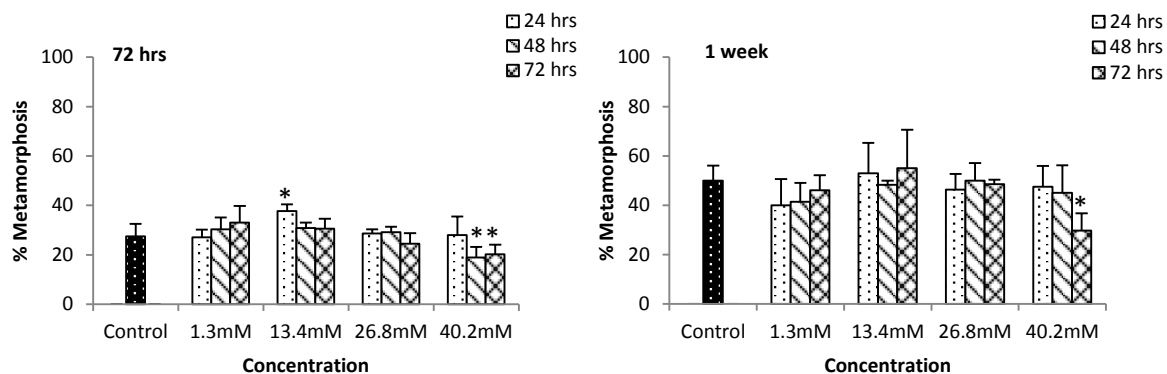 24 hrs
48 hrs
72 hrs
72 hrs
100
80
60
40
20
0
% Metamorphosis
*
* *
Control 1.3mM 13.4mM 26.8mM 40.2mM
Concentration
24 hrs
48 hrs
72 hrs
1 week
100
80
60
40
20
0
% Metamorphosis
*
Control 1.3mM 13.4mM 26.8mM 40.2mM
Concentration